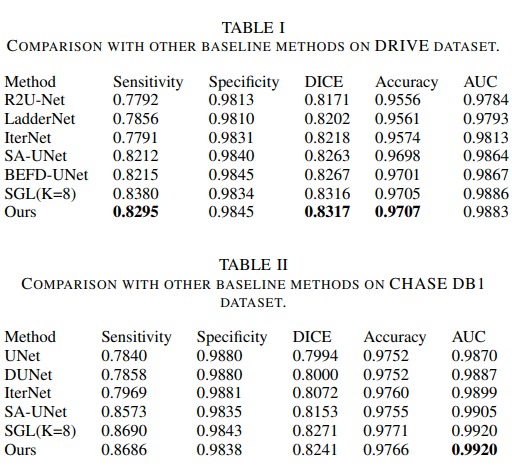 TABLE I
COMPARISON WITH OTHER BASELINE METHODS ON DRIVE DATASET.
Method Sensitivity Specificity DICE Accuracy AUC
R2U-Net 0.7792 0.9813 0.8171 0.9556 0.9784
LadderNet 0.7856 0.9810 0.8202 0.9561 0.9793
IterNet 0.7791 0.9831 0.8218 0.9574 0.9813
SA-UNet 0.8212 0.9840 0.8263 0.9698 0.9864
BEFD-UNet 0.8215 0.9845 0.8267 0.9701 0.9867
SGL(K=8) 0.8380 0.9834 0.8316 0.9705 0.9886
Ours 0.8295 0.9845 0.8317 0.9707 0.9883
TABLE II
COMPARISON WITH OTHER BASELINE METHODS ON CHASE DB1
DATASET.
Method Sensitivity Specificity DICE Accuracy AUC
UNet 0.7840 0.9880 0.7994 0.9752 0.9870
DUNet 0.7858 0.9880 0.8000 0.9752 0.9887
IterNet 0.7969 0.9881 0.8072 0.9760 0.9899
SA-UNet 0.8573 0.9835 0.8153 0.9755 0.9905
SGL(K=8) 0.8690 0.9843 0.8271 0.9771 0.9920
Ours 0.8686 0.9838 0.8241 0.9766 0.9920